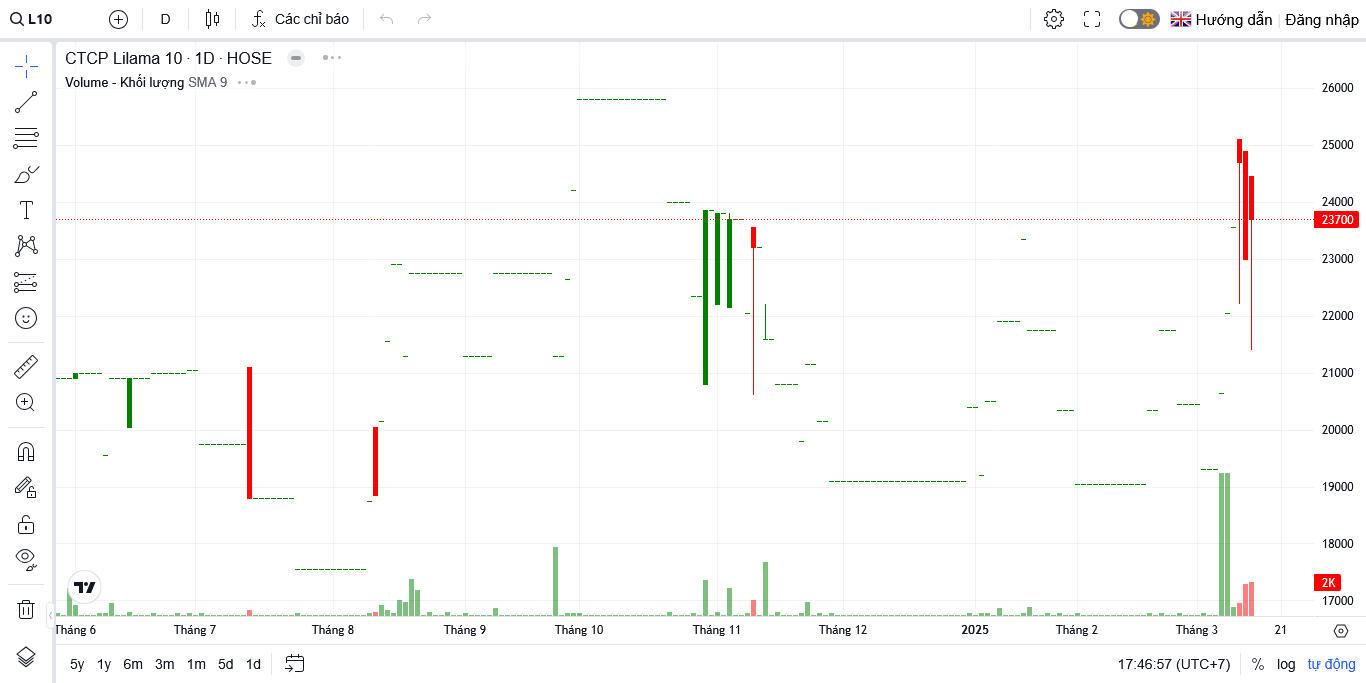 L10 D Các chỉ báo Hướng dẫn Đăng nhập
CTCP Lilama 10 · 1D · HOSE
Volume - Khối lượng SMA 9
26000
25000
24000
23700
23000
22000
21000
20000
19000
18000
2K
17000
Tháng 6 Tháng 7 Tháng 8 Tháng 9 Tháng 10 Tháng 11 Tháng 12 2025 Tháng 2 Tháng 3 21
5y 1y 6m 3m 1m 5d 1d 17:46:57 (UTC+7) % log tự động